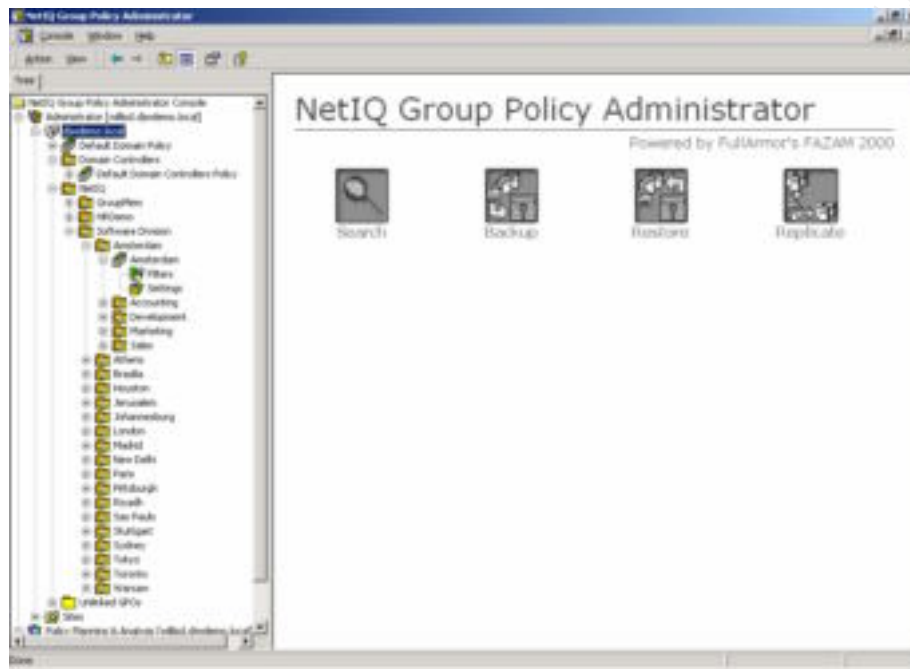 NetIQ Group Policy Administrator
Console Window Help
Action View
Tree
NetIQ Group Policy Administrator Console
Default Domain Policy
Domain Controllers
Default Domain Controllers Policy
NetIQ
Software Division
Amsterdam
Amsterdam
Filters
Settings
Accounting
Development
Marketing
Sales
Athens
Brasilia
Houston
Jerusalem
Johannesburg
London
Madrid
New Delhi
Paris
Pittsburgh
Riyadh
Sao Paulo
Stuttgart
Sydney
Tokyo
Toronto
Warsaw
Unlinked GPOs
Sites
NetIQ Group Policy Administrator
Powered by FullArmor's FAZAM 2000
Search
Backup
Restore
Replicate
Done